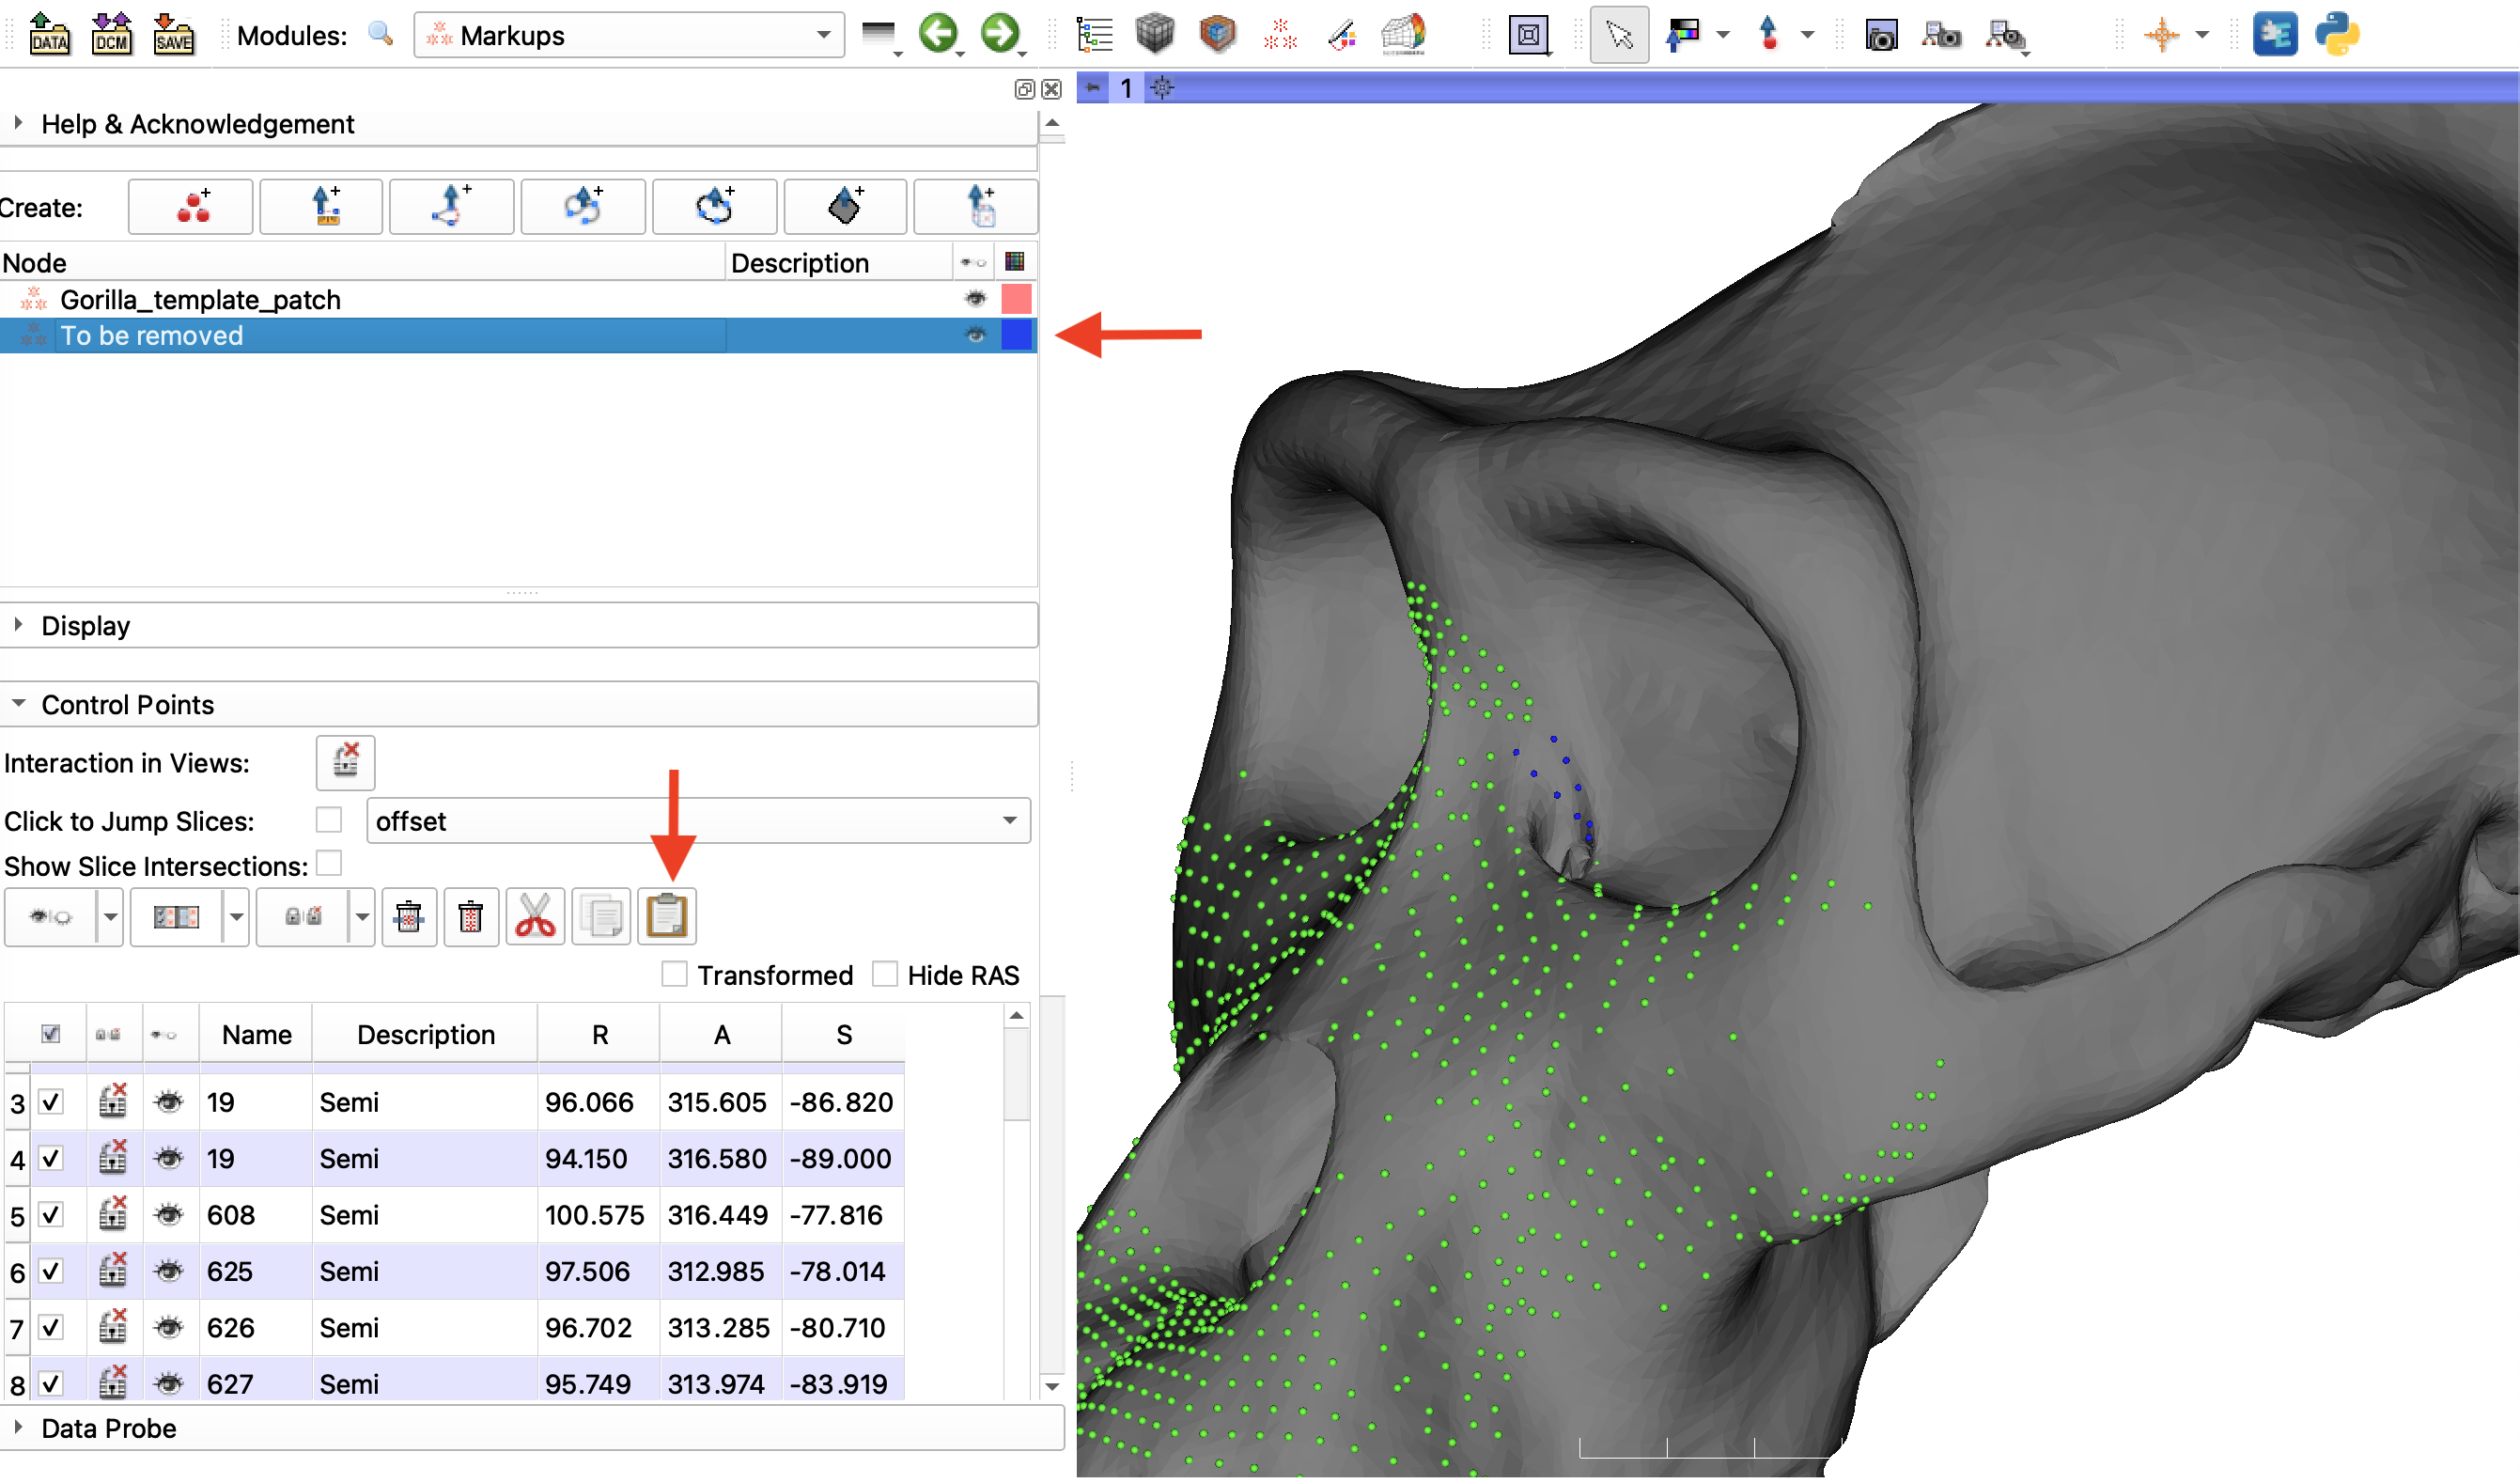 DATA DCM SAVE Modules: Markups
1
Help & Acknowledgement
Create:
Node Description
Gorilla_template_patch
To be removed
Display
Control Points
Interaction in Views:
Click to Jump Slices: offset
Show Slice Intersections:
Transformed Hide RAS
Name Description R A S
3 19 Semi 96.066 315.605 -86.820
4 19 Semi 94.150 316.580 -89.000
5 608 Semi 100.575 316.449 -77.816
6 625 Semi 97.506 312.985 -78.014
7 626 Semi 96.702 313.285 -80.710
8 627 Semi 95.749 313.974 -83.919
Data Probe